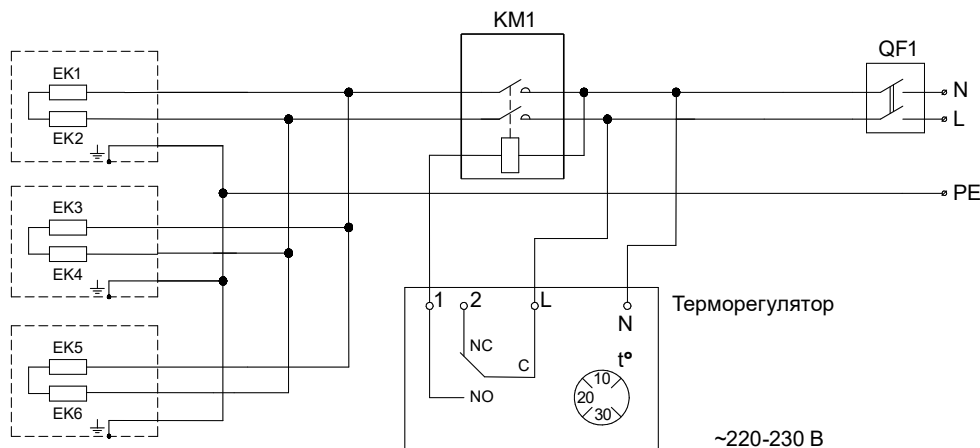 KM1
QF1
EK1
EK2
N
L
PE
EK3
EK4
1
2
L
N
Терморегулятор
NC
C
NO
t°
10
20
30
EK5
EK6
~220-230 В